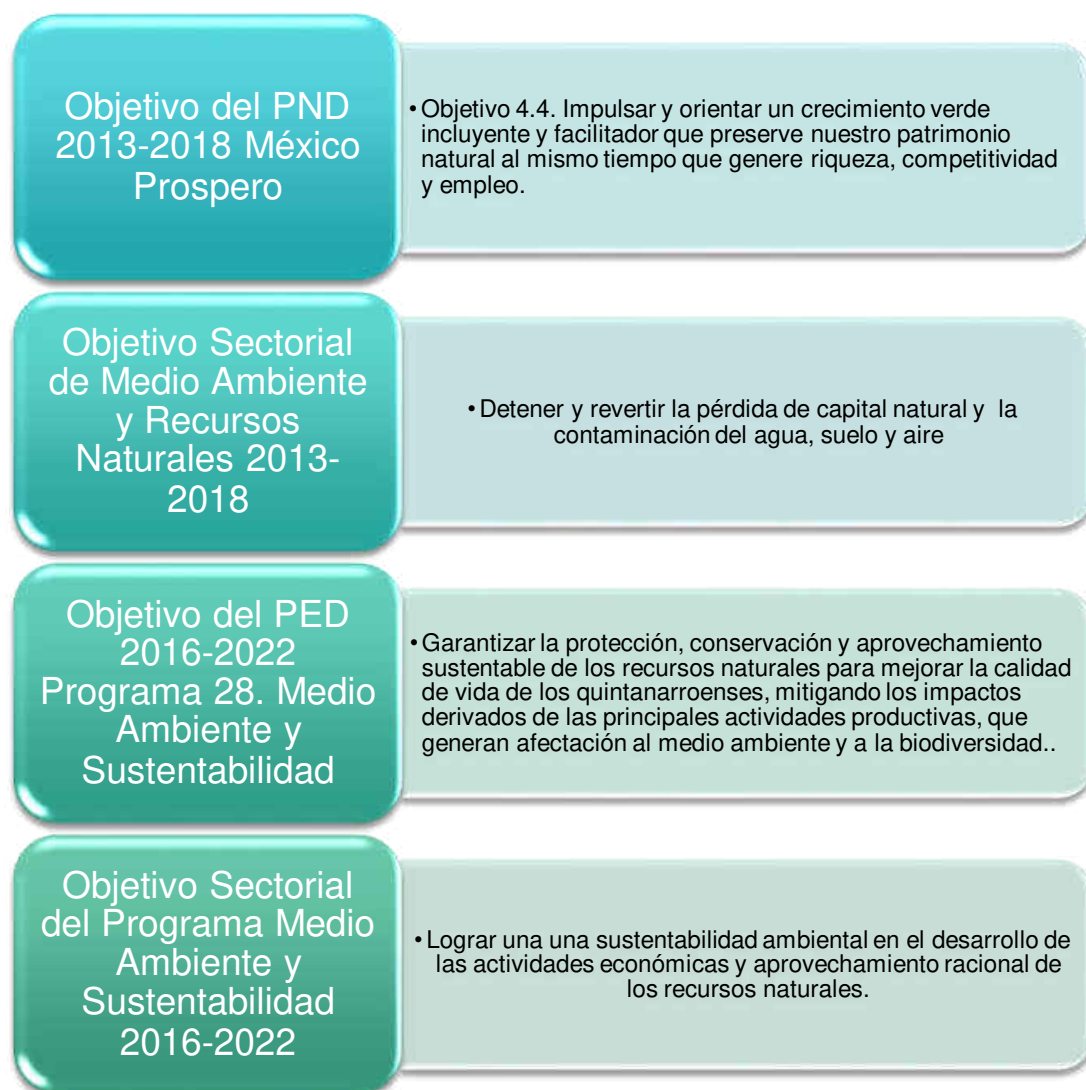 Objetivo del PND
2013-2018 México
Prospero
• Objetivo 4.4. Impulsar y orientar un crecimiento verde
incluyente y facilitador que preserve nuestro patrimonio
natural al mismo tiempo que genere riqueza, competitividad
y empleo.
Objetivo Sectorial
de Medio Ambiente
y Recursos
Naturales 2013-
2018
• Detener y revertir la pérdida de capital natural y la
contaminación del agua, suelo y aire
Objetivo del PED
2016-2022
Programa 28. Medio
Ambiente y
Sustentabilidad
• Garantizar la protección, conservación y aprovechamiento
sustentable de los recursos naturales para mejorar la calidad
de vida de los quintanarroenses, mitigando los impactos
derivados de las principales actividades productivas, que
generan afectación al medio ambiente y a la biodiversidad..
Objetivo Sectorial
del Programa Medio
Ambiente y
Sustentabilidad
2016-2022
• Lograr una una sustentabilidad ambiental en el desarrollo de
las actividades económicas y aprovechamiento racional de
los recursos naturales.